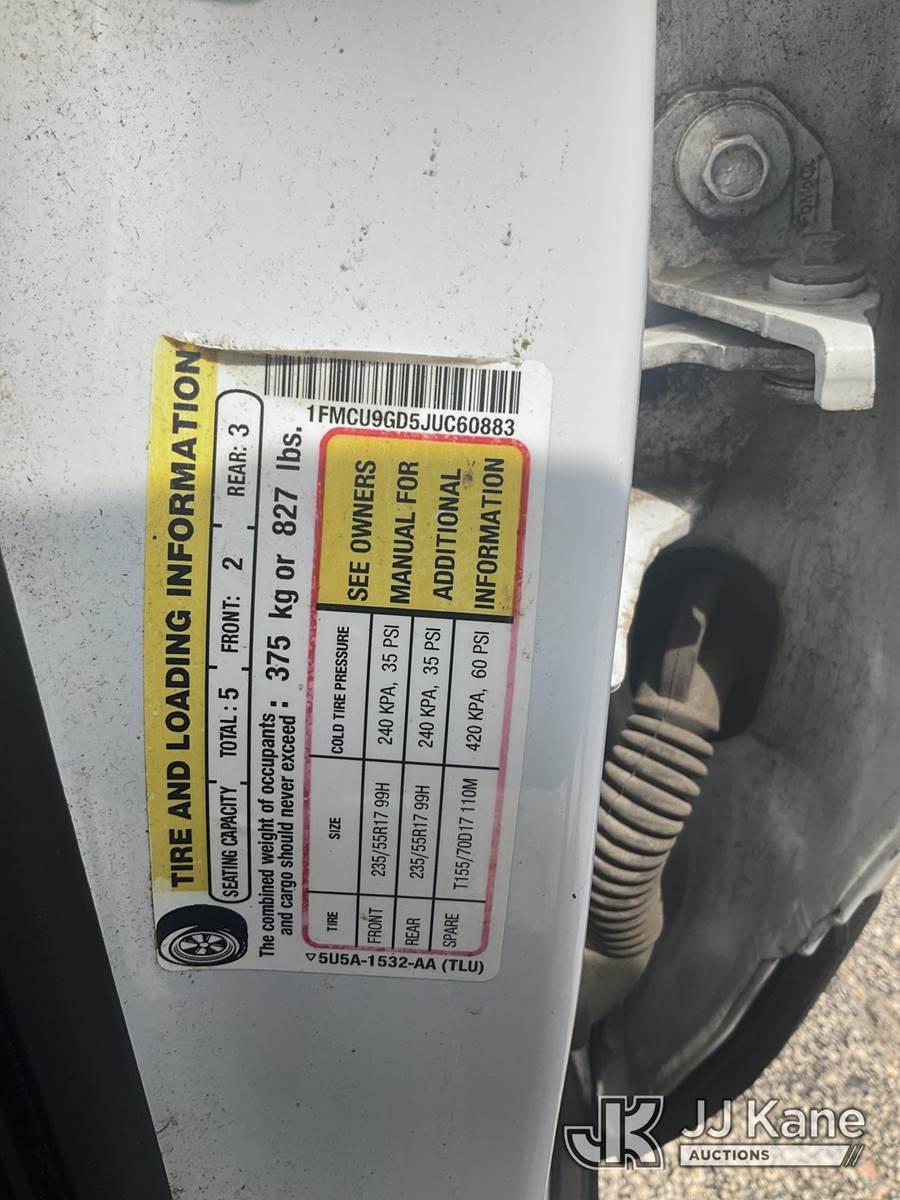 TIRE AND LOADING INFORMATION
SEATING CAPACITY TOTAL : 5 FRONT: 2 REAR: 3
The combined weight of occupants
and cargo should never exceed : 375 kg or 827 lbs.
1FMCU9GD5JUC60883
TIRE SIZE COLD TIRE PRESSURE
FRONT 235/55R17 99H 240 KPA, 35 PSI
REAR 235/55R17 99H 240 KPA, 35 PSI
SPARE T155/70D17 110M 420 KPA, 60 PSI
SEE OWNERS
MANUAL FOR
ADDITIONAL
INFORMATION
▽5U5A-1532-AA (TLU)
FoMoCo
JK JJ Kane
AUCTIONS